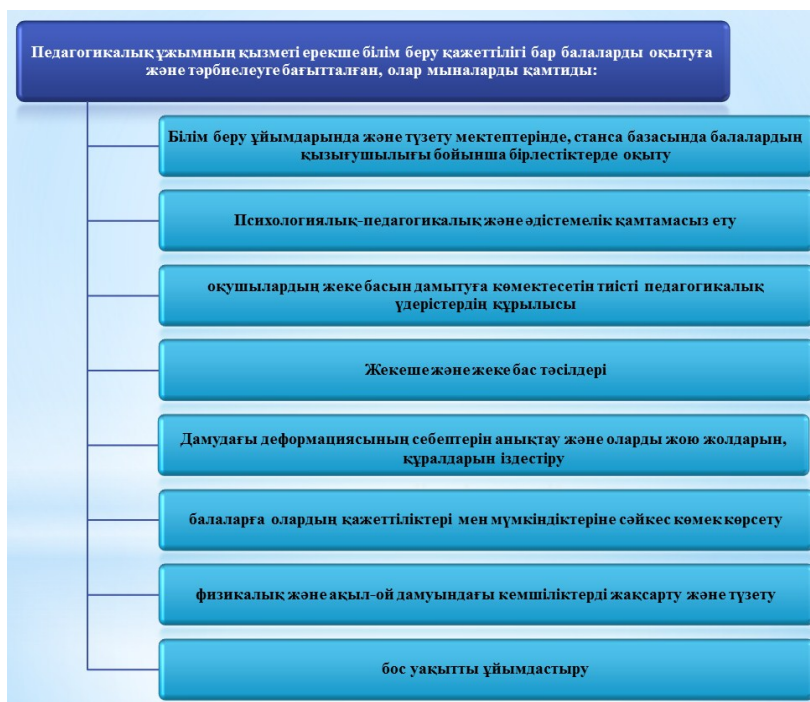 Педагогикалық ұжымның қызметі ерекше білім беру қажеттілігі бар балаларды оқытуға
және тәрбиелеуге бағытталған, олар мыналарды қамтиды:
Білім беру ұйымдарында және түзету мектептерінде, станса базасында балалардың
қызығушылығы бойынша бірлестіктерде оқыту
Психологиялық-педагогикалық және әдістемелік қамтамасыз ету
оқушылардың жеке басын дамытуға көмектесетін тиісті педагогикалық
үдерістердің құрылысы
Жекеше және жеке бас тәсілдері
Дамудағы деформациясының себептерін анықтау және оларды жою жолдарын,
құралдарын іздестіру
балаларға олардың қажеттіліктері мен мүмкіндіктеріне сәйкес көмек көрсету
физикалық және ақыл-ой дамуындағы кемшіліктерді жақсарту және түзету
бос уақытты ұйымдастыру